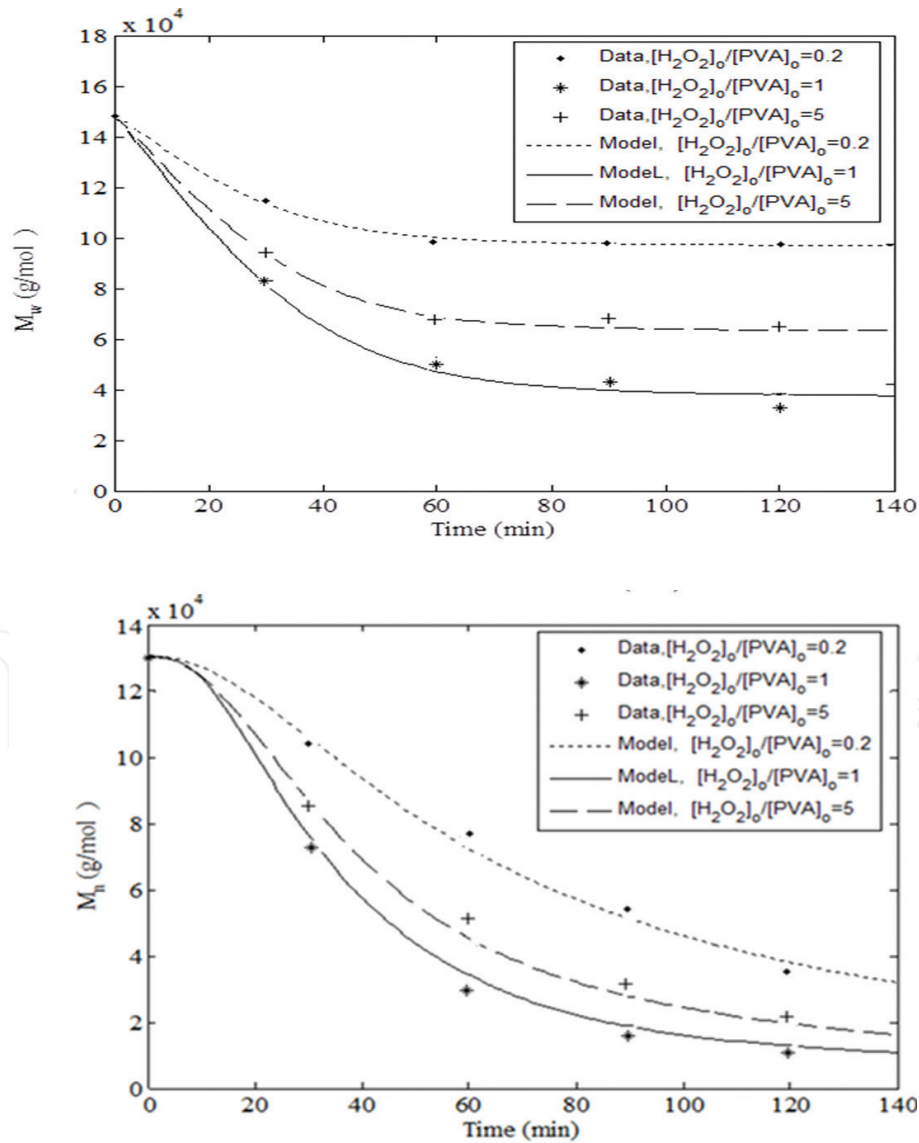 x 10⁴
18
16
14
12
10
8
6
4
2
0
M_w (g/mol)
Data,[H₂O₂]ₒ/[PVA]ₒ=0.2
Data,[H₂O₂]ₒ/[PVA]ₒ=1
Data,[H₂O₂]ₒ/[PVA]ₒ=5
Model, [H₂O₂]ₒ/[PVA]ₒ=0.2
ModeL, [H₂O₂]ₒ/[PVA]ₒ=1
Model, [H₂O₂]ₒ/[PVA]ₒ=5
0 20 40 60 80 100 120 140
Time (min)
x 10⁴
14
12
10
8
6
4
2
0
M_n (g/mol)
Data,[H₂O₂]ₒ/[PVA]ₒ=0.2
Data,[H₂O₂]ₒ/[PVA]ₒ=1
Data,[H₂O₂]ₒ/[PVA]ₒ=5
Model, [H₂O₂]ₒ/[PVA]ₒ=0.2
ModeL, [H₂O₂]ₒ/[PVA]ₒ=1
Model, [H₂O₂]ₒ/[PVA]ₒ=5
0 20 40 60 80 100 120 140
Time (min)